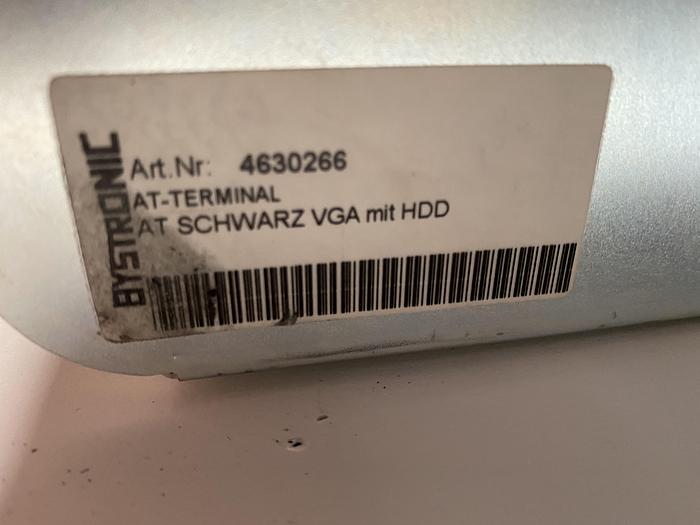 BYSTRONIC
Art.Nr: 4630266
AT-TERMINAL
AT SCHWARZ VGA mit HDD